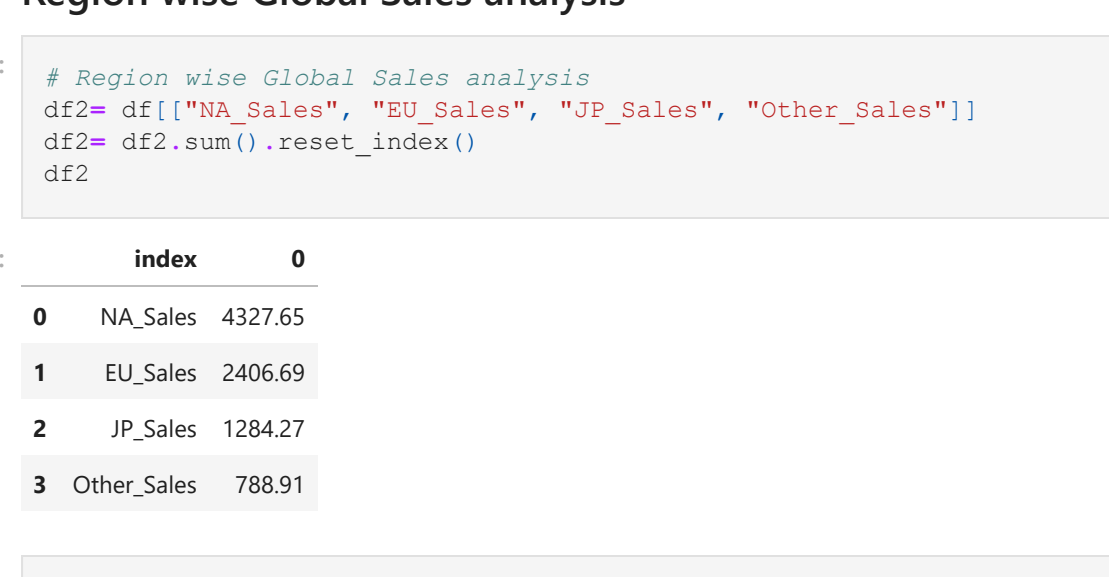 Region wise Global Sales analysis
:
# Region wise Global Sales analysis
df2= df[["NA_Sales", "EU_Sales", "JP_Sales", "Other_Sales"]]
df2= df2.sum().reset_index()
df2
:
index 0
0 NA_Sales 4327.65
1 EU_Sales 2406.69
2 JP_Sales 1284.27
3 Other_Sales 788.91